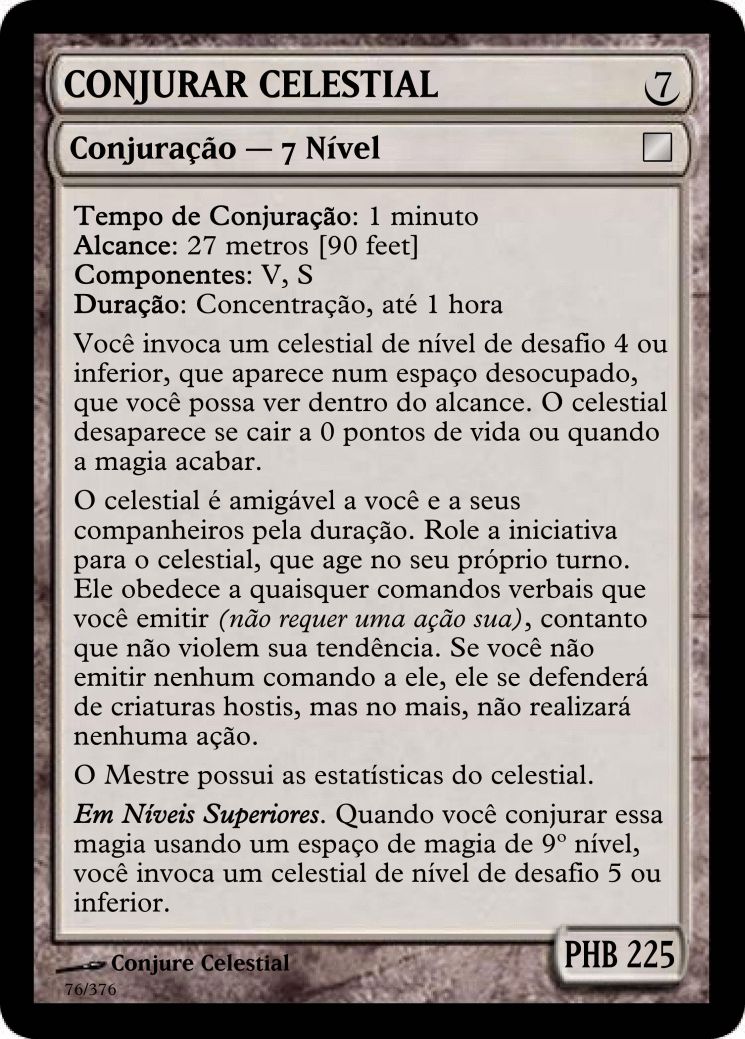 CONJURAR CELESTIAL
7
Conjuração — 7 Nível
Tempo de Conjuração: 1 minuto
Alcance: 27 metros [90 feet]
Componentes: V, S
Duração: Concentração, até 1 hora
Você invoca um celestial de nível de desafio 4 ou
inferior, que aparece num espaço desocupado,
que você possa ver dentro do alcance. O celestial
desaparece se cair a 0 pontos de vida ou quando
a magia acabar.
O celestial é amigável a você e a seus
companheiros pela duração. Role a iniciativa
para o celestial, que age no seu próprio turno.
Ele obedece a quaisquer comandos verbais que
você emitir (não requer uma ação sua), contanto
que não violem sua tendência. Se você não
emitir nenhum comando a ele, ele se defenderá
de criaturas hostis, mas no mais, não realizará
nenhuma ação.
O Mestre possui as estatísticas do celestial.
Em Níveis Superiores. Quando você conjurar essa
magia usando um espaço de magia de 9º nível,
você invoca um celestial de nível de desafio 5 ou
inferior.
PHB 225
Conjure Celestial
76/376